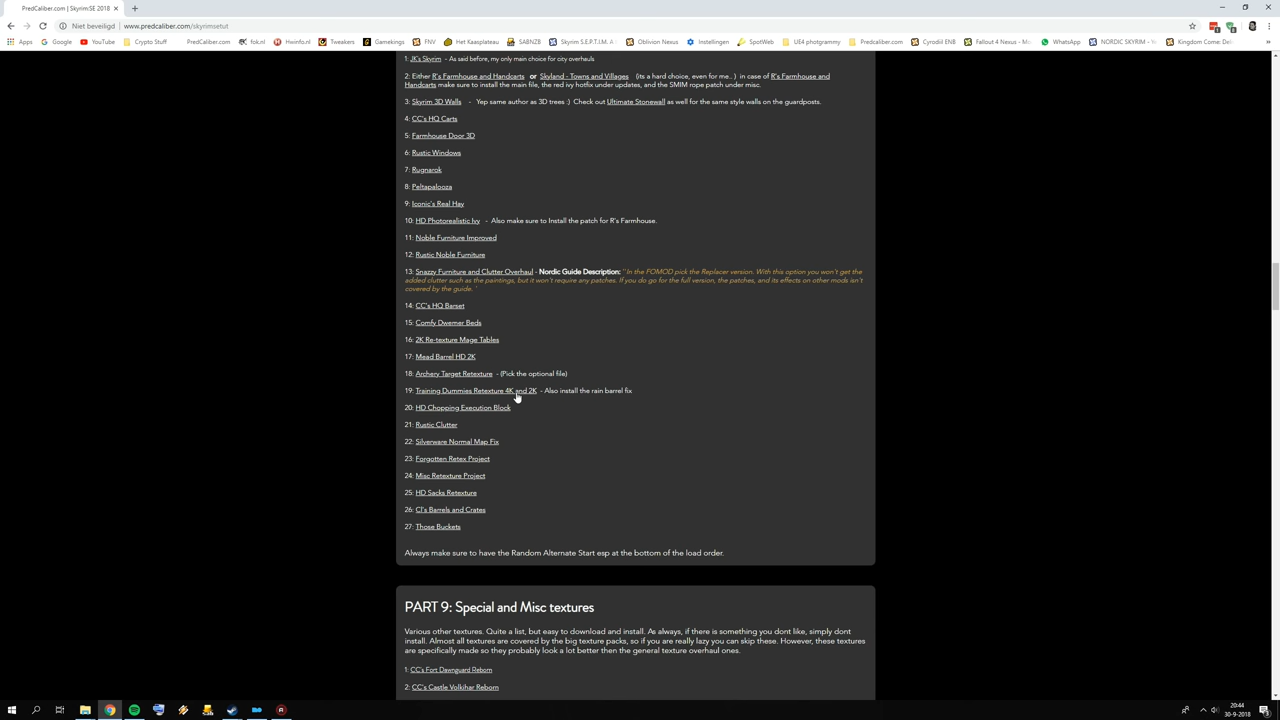 PredCaliber.com | SkyrimSE 2018
Niet beveiligd | www.predcaliber.com/skyrimsetut
Apps Google YouTube Crypto Stuff PredCaliber.com fok.nl Hwinfo.nl Tweakers Gamekings FNV Het Kaasplateau SABNZB Skyrim S.E.P.T.I.M. A Oblivion Nexus Instellingen SpotWeb UE4 photgrammy Predcaliber.com Cyrodiil ENB Fallout 4 Nexus - Mo WhatsApp NORDIC SKYRIM - Kingdom Come: Del
1: JK's Skyrim - As said before, my only main choice for city overhauls
2: Either R's Farmhouse and Handcarts or Skyland - Towns and Villages (its a hard choice, even for me.. ) in case of R's Farmhouse and
Handcarts make sure to install the main file, the red ivy hotfix under updates, and the SMIM rope patch under misc.
3: Skyrim 3D Walls - Yep same author as 3D trees :) Check out Ultimate Stonewall as well for the same style walls on the guardposts.
4: CC's HQ Carts
5: Farmhouse Door 3D
6: Rustic Windows
7: Rugnarok
8: Peltapalooza
9: Iconic's Real Hay
10: HD Photorealistic Ivy - Also make sure to Install the patch for R's Farmhouse.
11: Noble Furniture Improved
12: Rustic Noble Furniture
13: Snazzy Furniture and Clutter Overhaul - Nordic Guide Description: ''In the FOMOD pick the Replacer version. With this option you won't get the
added clutter such as the paintings, but it won't require any patches. If you do go for the full version, the patches, and its effects on other mods isn't
covered by the guide. '
14: CC's HQ Barset
15: Comfy Dwemer Beds
16: 2K Re-texture Mage Tables
17: Mead Barrel HD 2K
18: Archery Target Retexture - (Pick the optional file)
19: Training Dummies Retexture 4K and 2K - Also install the rain barrel fix
20: HD Chopping Execution Block
21: Rustic Clutter
22: Silverware Normal Map Fix
23: Forgotten Retex Project
24: Misc Retexture Project
25: HD Sacks Retexture
26: CI's Barrels and Crates
27: Those Buckets
Always make sure to have the Random Alternate Start esp at the bottom of the load order.
PART 9: Special and Misc textures
Various other textures. Quite a list, but easy to download and install. As always, if there is something you dont like, simply dont
install. Almost all textures are covered by the big texture packs, so if you are really lazy you can skip these. However, these textures
are specifically made so they probably look a lot better then the general texture overhaul ones.
1: CC's Fort Dawnguard Reborn
2: CC's Castle Volkihar Reborn
20:44
30-9-2018